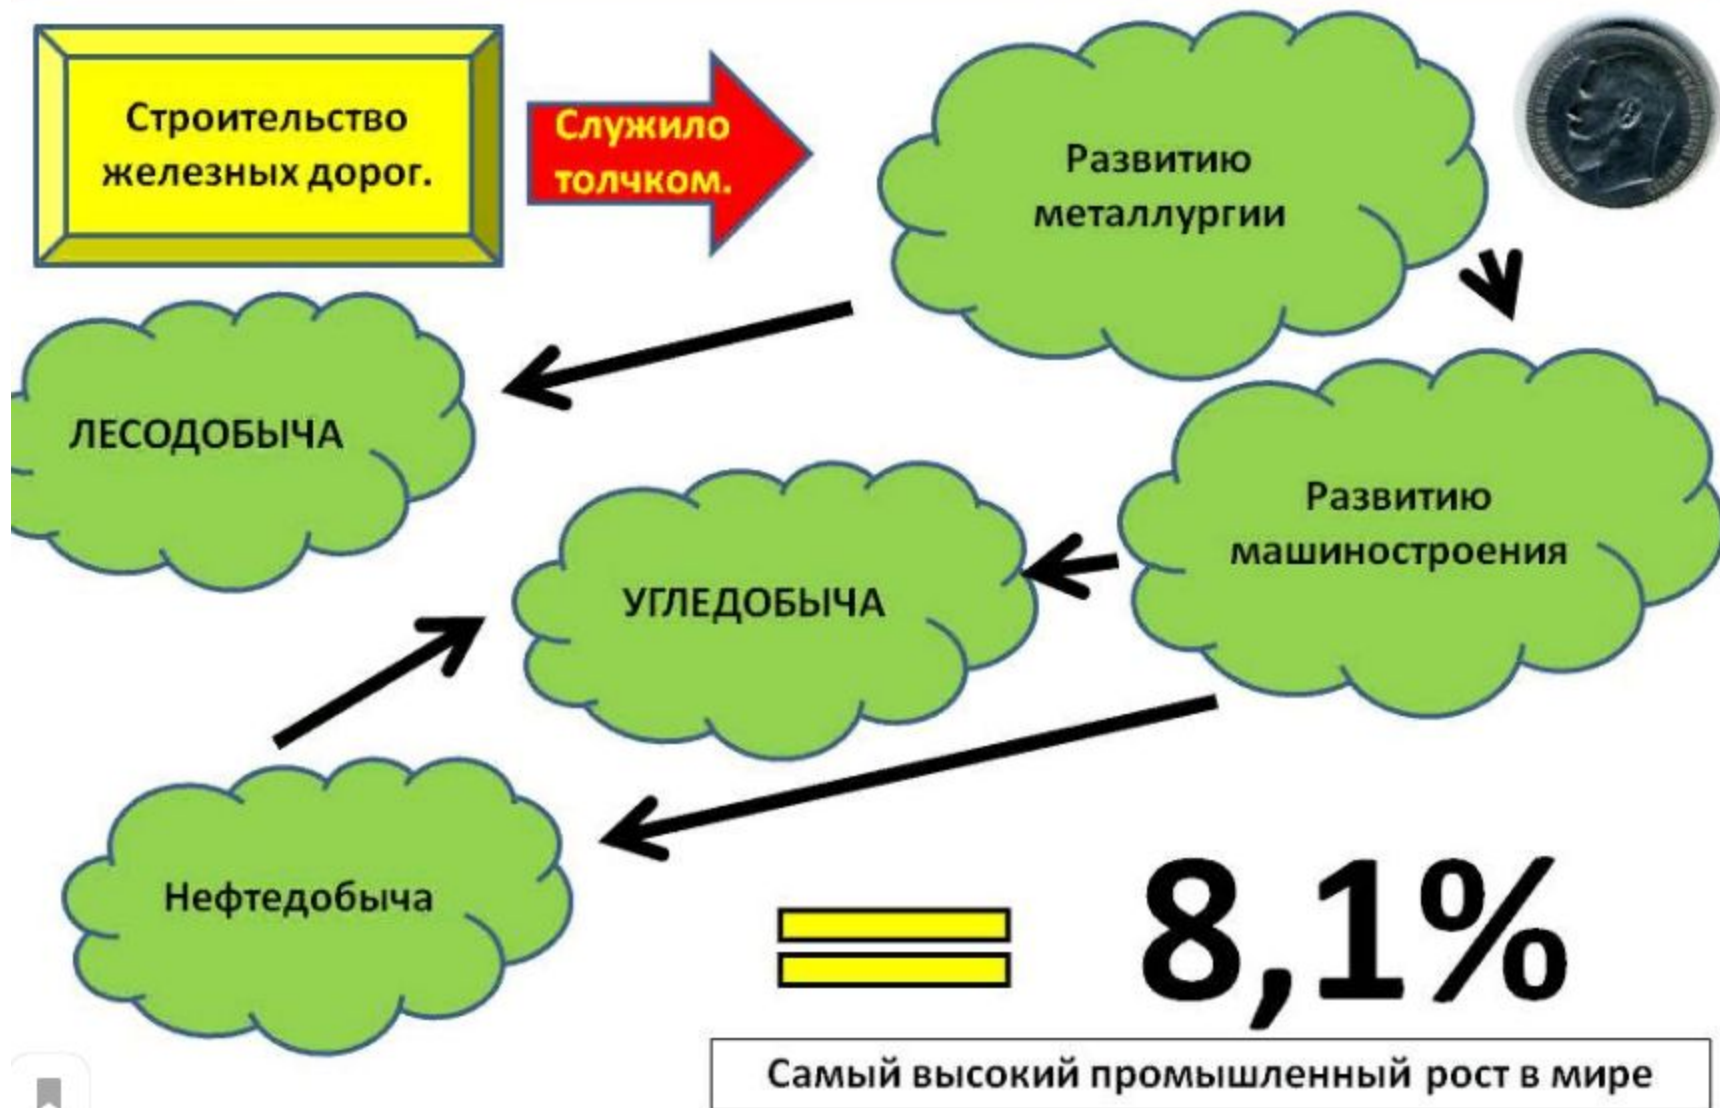 Строительство
железных дорог.
Служило
толчком.
Развитию
металлургии
ЛЕСОДОБЫЧА
Развитию
машиностроения
УГЛЕДОБЫЧА
Нефтедобыча
8,1%
Самый высокий промышленный рост в мире